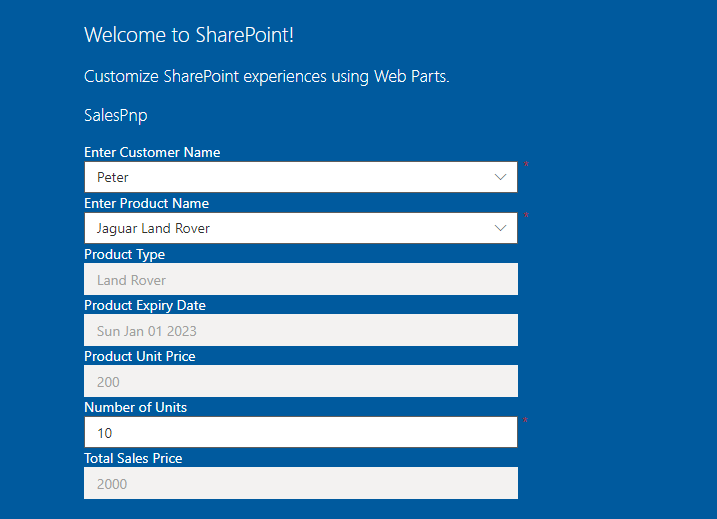 Welcome to SharePoint!
Customize SharePoint experiences using Web Parts.
SalesPnp
Enter Customer Name
Peter
*
Enter Product Name
Jaguar Land Rover
*
Product Type
Land Rover
Product Expiry Date
Sun Jan 01 2023
Product Unit Price
200
Number of Units
10
*
Total Sales Price
2000